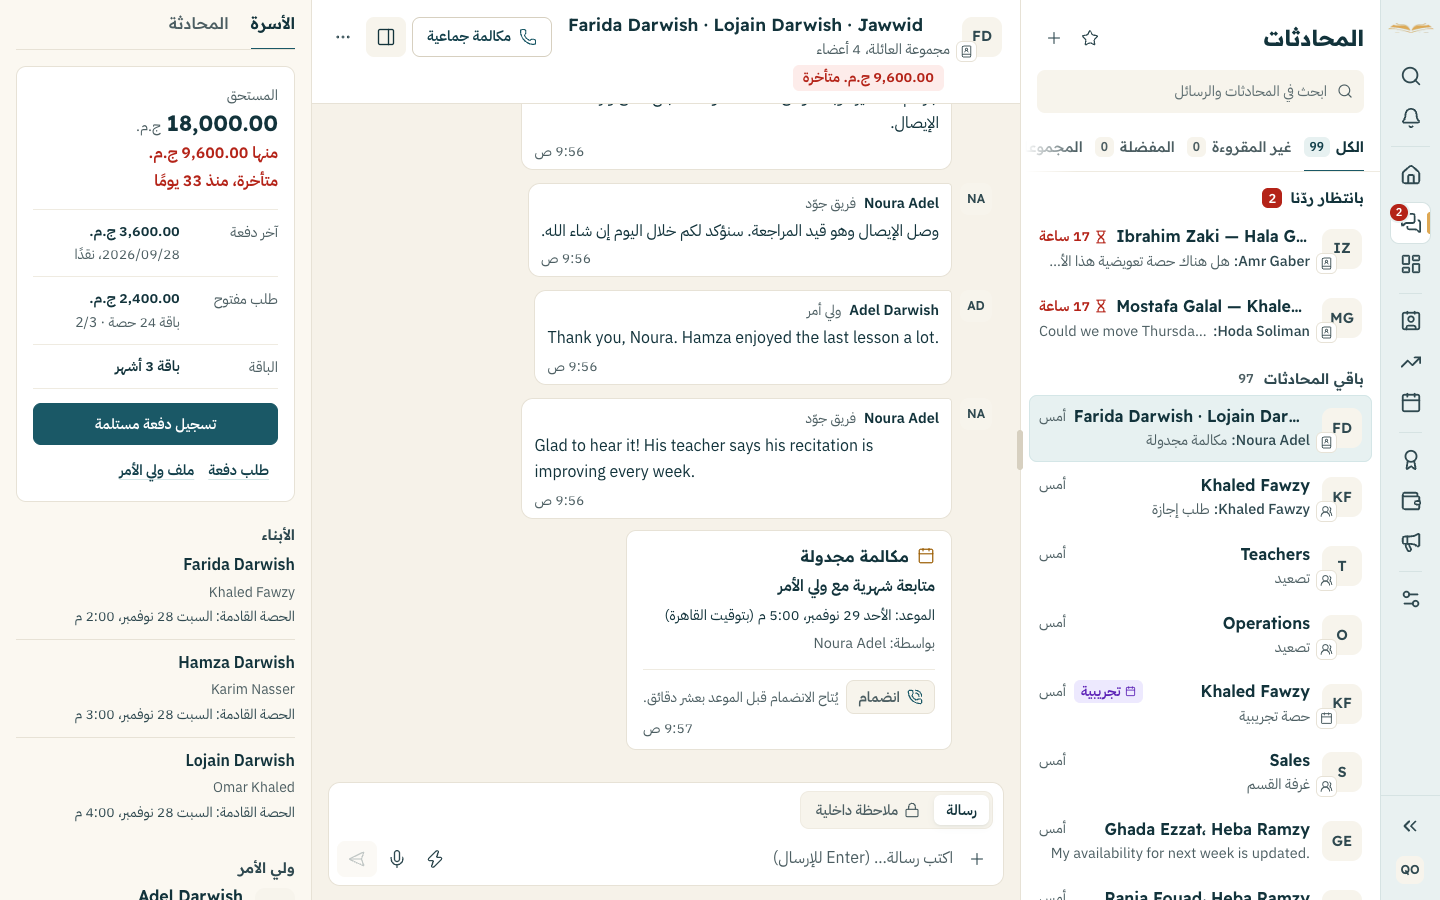 2
QO
المحادثات
ابحث في المحادثات والرسائل
الكل 99
غير المقروءة 0
المفضلة 0
بانتظار ردّنا 2
IZ
Ibrahim Zaki — Hala G...
17 ساعة
Amr Gaber: هل هناك حصة تعويضية هذا الأ...
MG
Mostafa Galal — Khale...
17 ساعة
Hoda Soliman: Could we move Thursda...
باقي المحادثات 97
FD
Farida Darwish · Lojain Dar...
أمس
Noura Adel: مكالمة مجدولة
KF
Khaled Fawzy
أمس
Khaled Fawzy: طلب إجازة
T
Teachers
أمس
تصعيد
O
Operations
أمس
تصعيد
KF
Khaled Fawzy
تجريبية
أمس
حصة تجريبية
S
Sales
أمس
غرفة القسم
GE
Ghada Ezzat، Heba Ramzy
أمس
My availability for next week is updated.
Rania Fouad، Heba Ramzy
أمس
FD
Farida Darwish · Lojain Darwish · Jawwid
مجموعة العائلة، 4 أعضاء
9,600.00 ج.م. متأخرة
مكالمة جماعية
الإيصال.
9:56 ص
NA
Noura Adel فريق جوّد
وصل الإيصال وهو قيد المراجعة. سنؤكد لكم خلال اليوم إن شاء الله.
9:56 ص
AD
Adel Darwish ولي أمر
Thank you, Noura. Hamza enjoyed the last lesson a lot.
9:56 ص
NA
Noura Adel فريق جوّد
Glad to hear it! His teacher says his recitation is
improving every week.
9:56 ص
مكالمة مجدولة
متابعة شهرية مع ولي الأمر
الموعد: الأحد 29 نوفمبر، 5:00 م (بتوقيت القاهرة)
بواسطة: Noura Adel
انضمام
يُتاح الانضمام قبل الموعد بعشر دقائق.
9:57 ص
رسالة
ملاحظة داخلية
اكتب رسالة... (Enter للإرسال)
الأسرة
المحادثة
المستحق
18,000.00 ج.م.
منها 9,600.00 ج.م.
متأخرة، منذ 33 يومًا
آخر دفعة
3,600.00 ج.م.
2026/09/28، نقدًا
طلب مفتوح
2,400.00 ج.م.
باقة 24 حصة · 2/3
الباقة
باقة 3 أشهر
تسجيل دفعة مستلمة
طلب دفعة
ملف ولي الأمر
الأبناء
Farida Darwish
Khaled Fawzy
الحصة القادمة: السبت 28 نوفمبر، 2:00 م
Hamza Darwish
Karim Nasser
الحصة القادمة: السبت 28 نوفمبر، 3:00 م
Lojain Darwish
Omar Khaled
الحصة القادمة: السبت 28 نوفمبر، 4:00 م
ولي الأمر
Adel Darwish